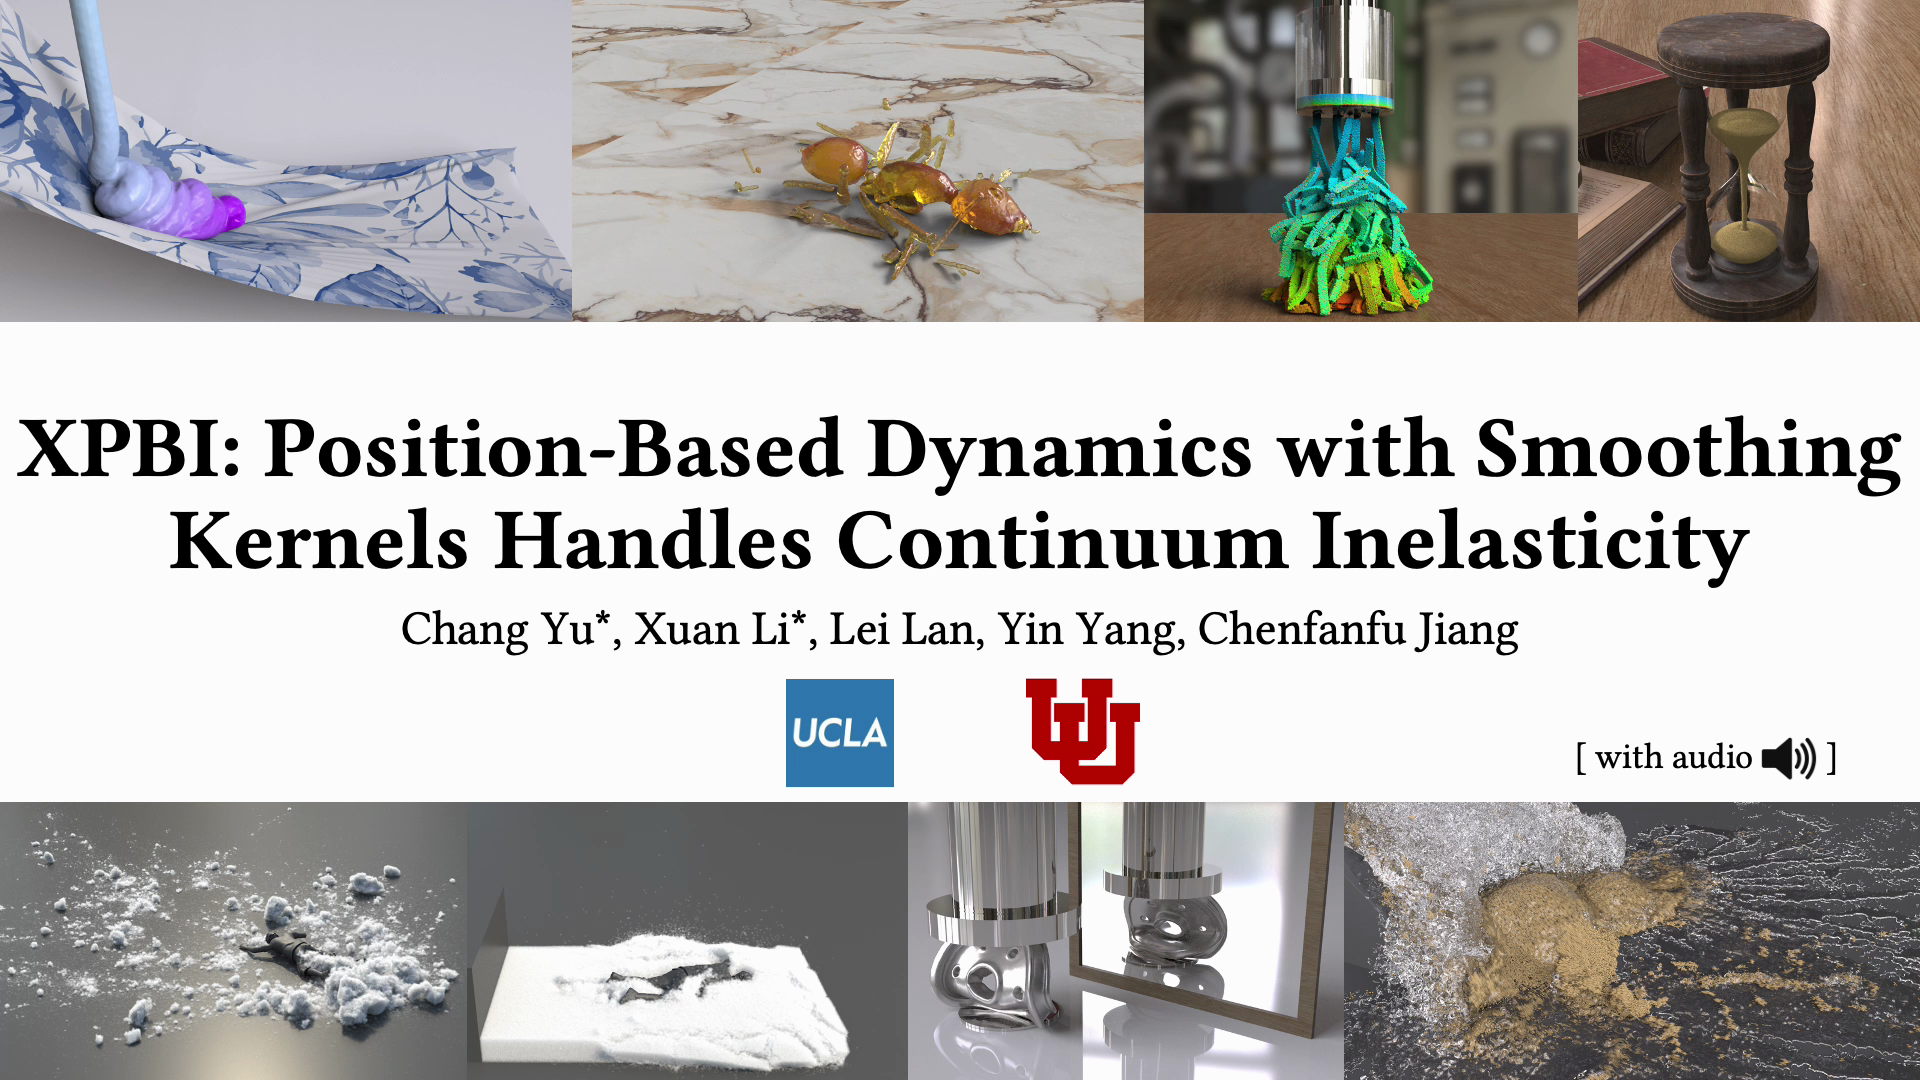 XPBI: Position-Based Dynamics with Smoothing
Kernels Handles Continuum Inelasticity
Chang Yu*, Xuan Li*, Lei Lan, Yin Yang, Chenfanfu Jiang
UCLA
[ with audio ]